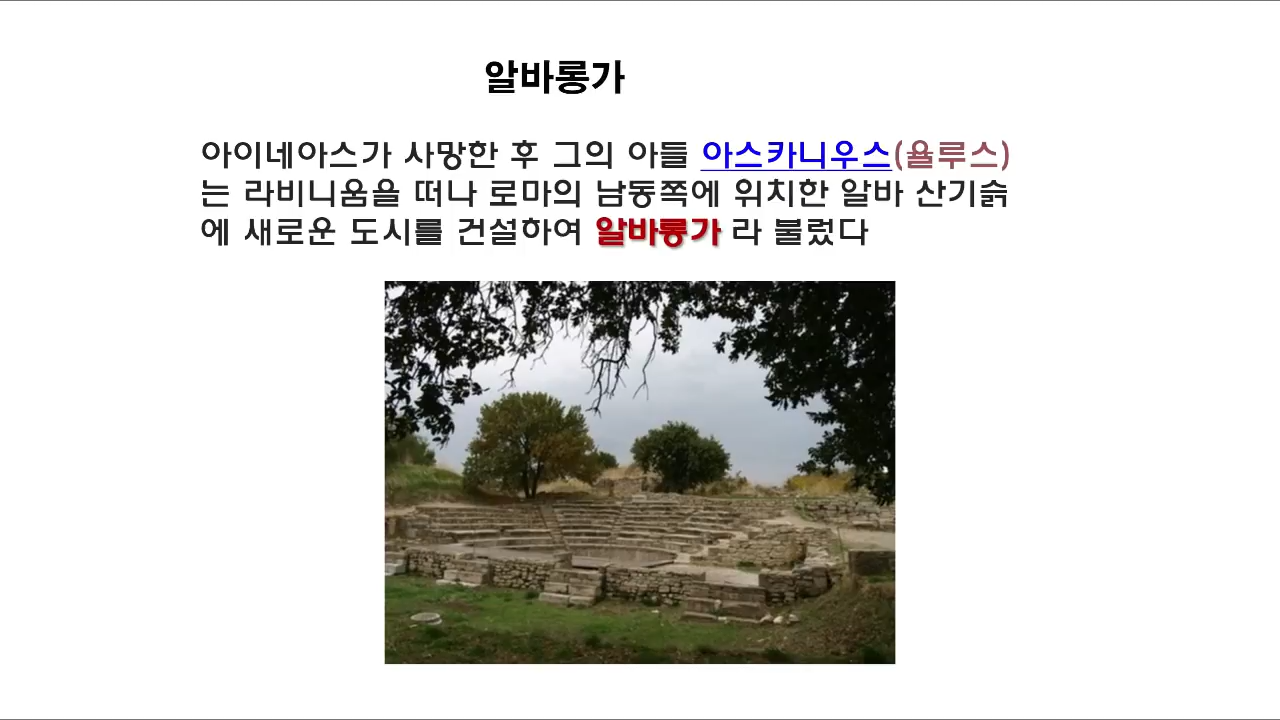 알바롱가
아이네아스가 사망한 후 그의 아들 아스카니우스(율루스)
는 라비니움을 떠나 로마의 남동쪽에 위치한 알바 산기슭
에 새로운 도시를 건설하여 알바롱가 라 불렀다